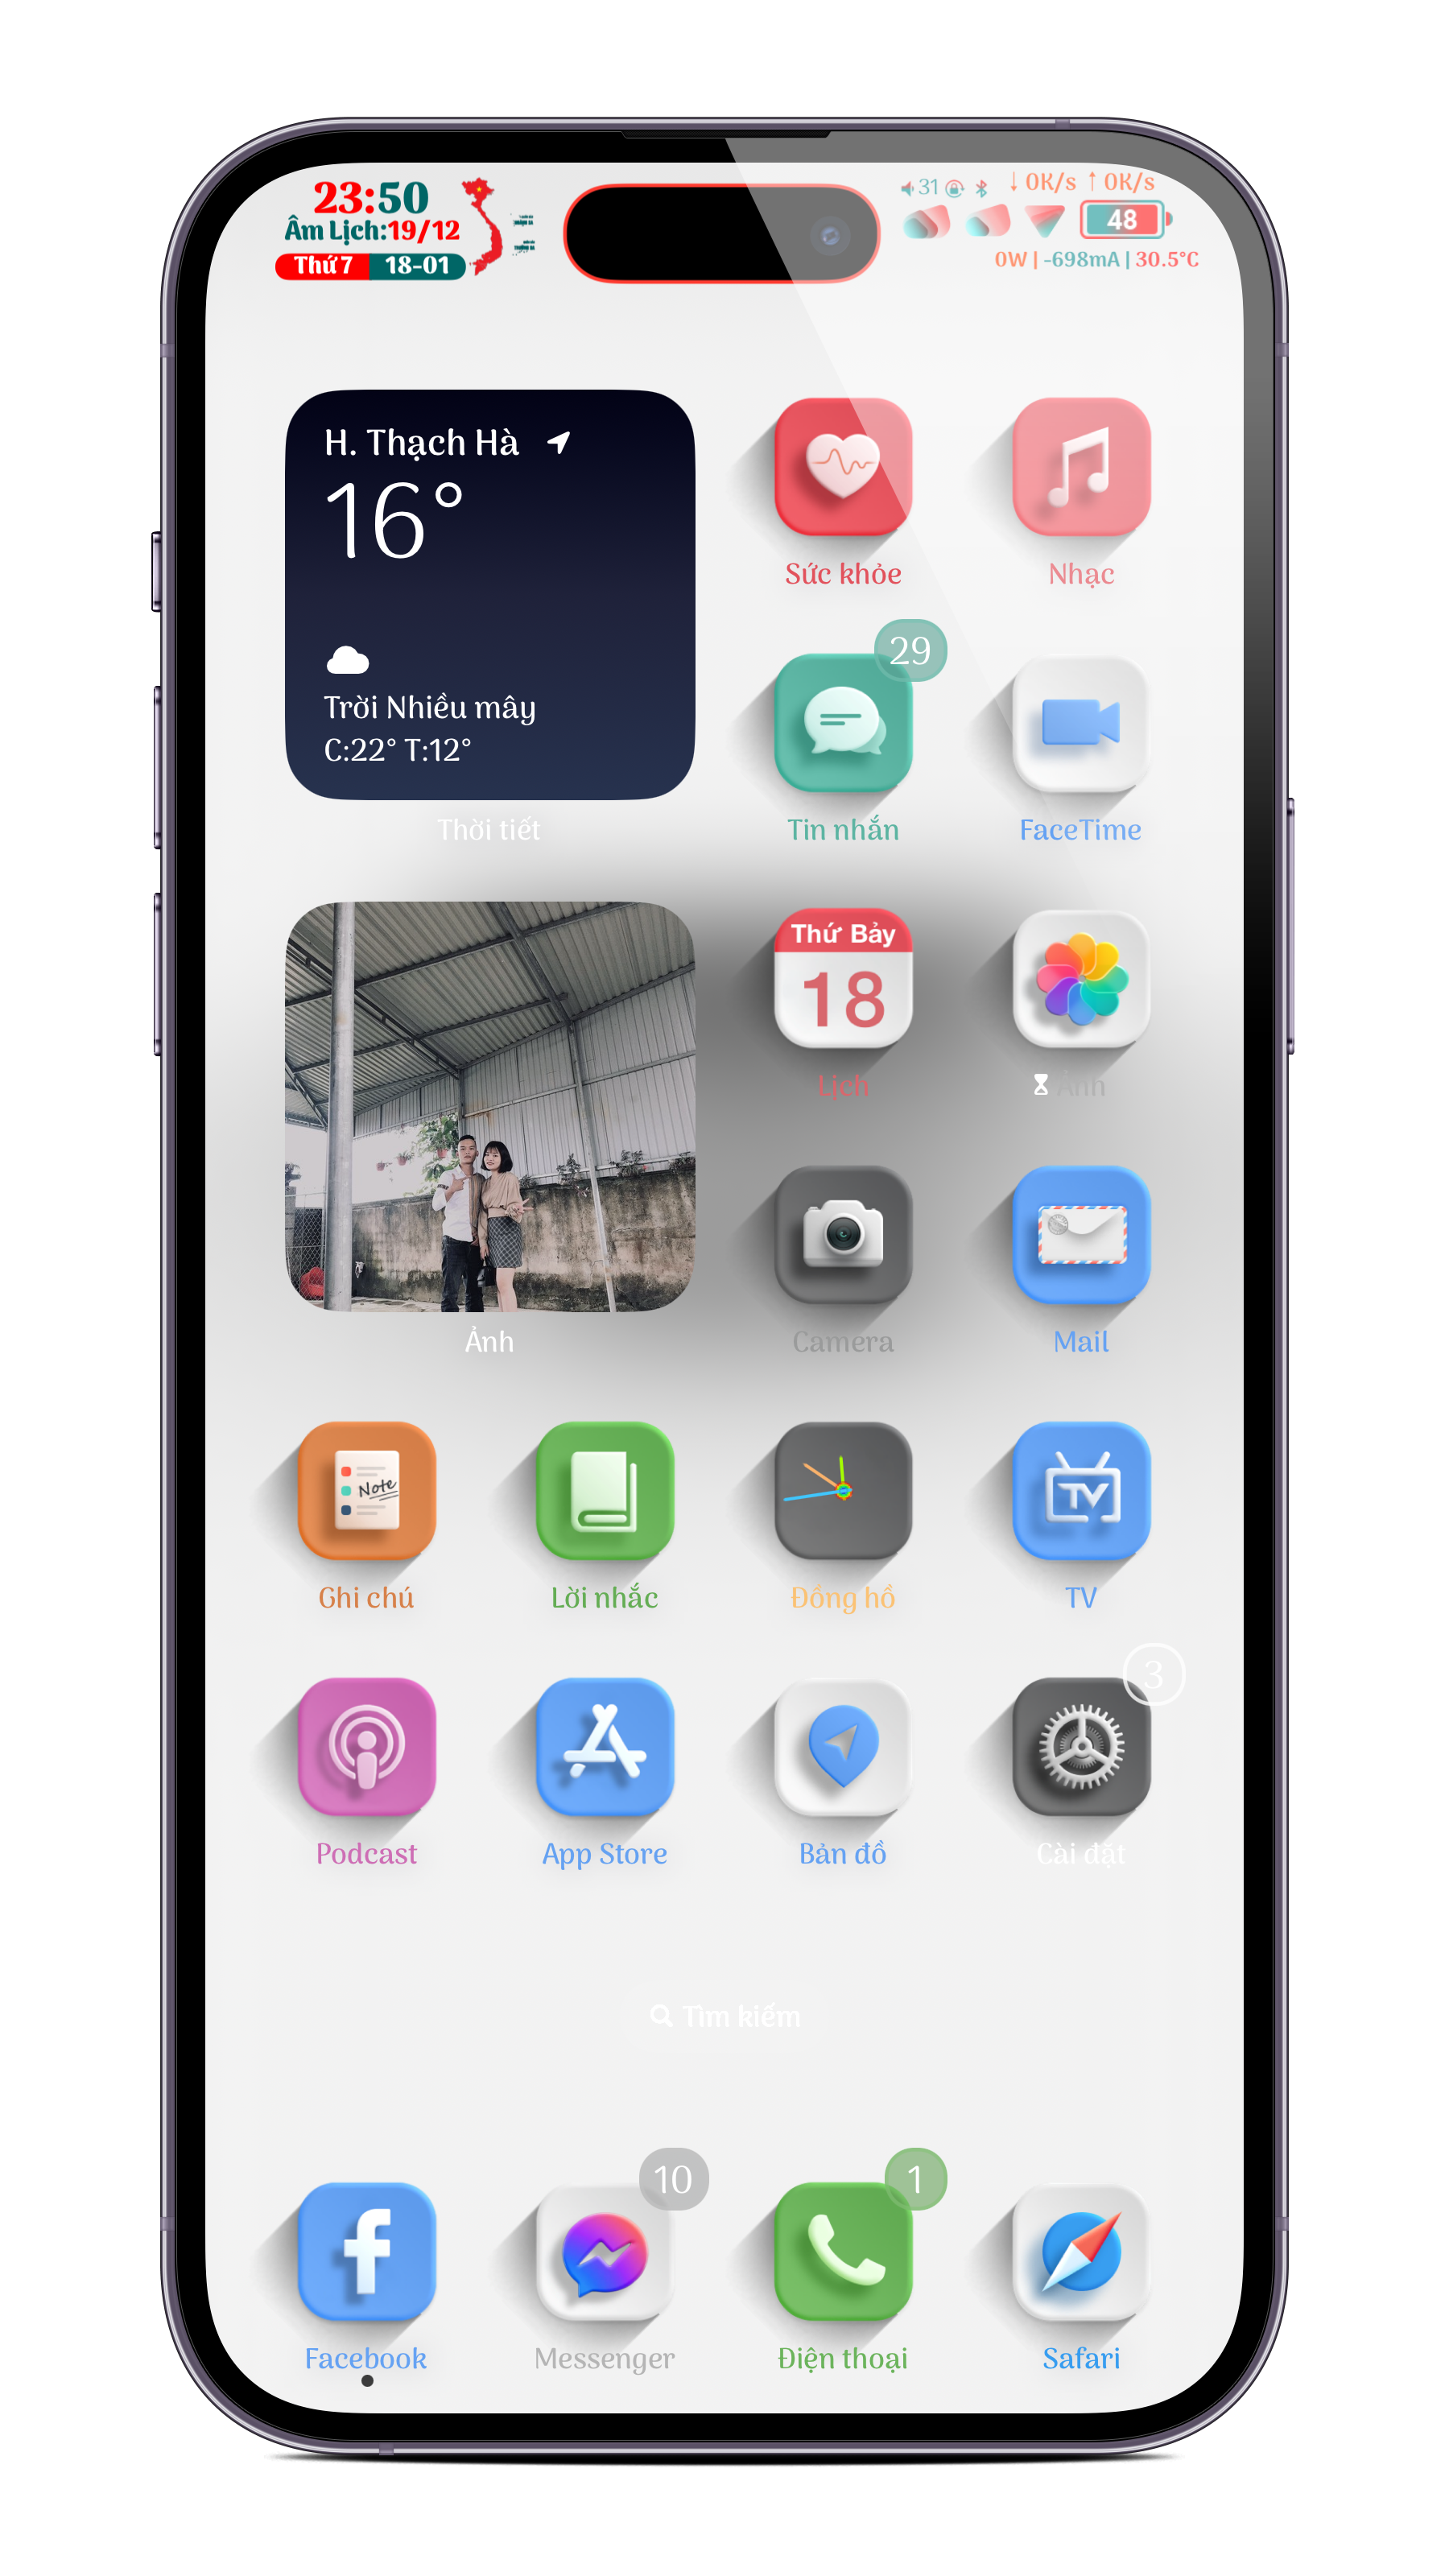 23:50
Âm Lịch:19/12
Thứ 7 18-01
31
↓ 0K/s ↑ 0K/s
48
0W | -698mA | 30.5°C
H. Thạch Hà
16°
Trời Nhiều mây
C:22° T:12°
Thời tiết
Sức khỏe
Nhạc
29
Tin nhắn
FaceTime
Ảnh
Thứ Bảy
18
Lịch
Ảnh
Camera
Mail
Note
Ghi chú
Lời nhắc
Đồng hồ
TV
TV
Podcast
App Store
Bản đồ
3
Cài đặt
Tìm kiếm
Facebook
10
Messenger
1
Điện thoại
Safari